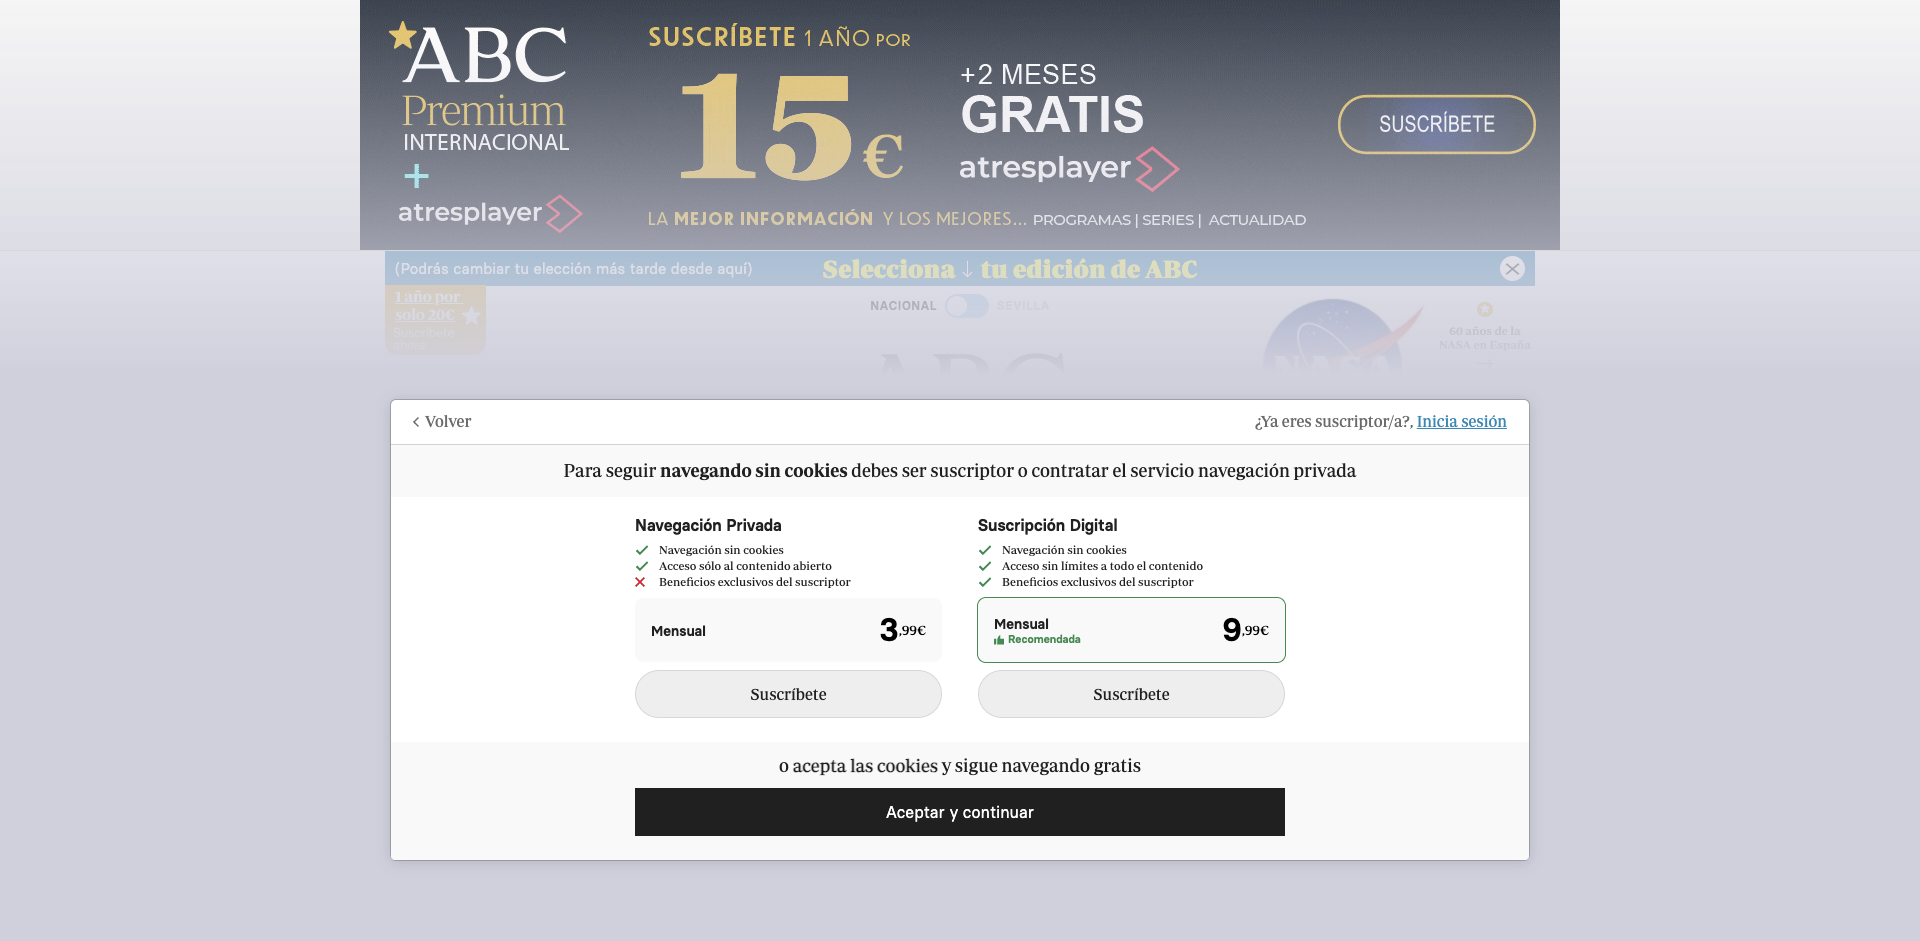 ABC
Premium
INTERNACIONAL
+
atresplayer
SUSCRÍBETE 1 AÑO POR
15€
+2 MESES
GRATIS
atresplayer
SUSCRÍBETE
LA MEJOR INFORMACIÓN Y LOS MEJORES... PROGRAMAS | SERIES | ACTUALIDAD
(Podrás cambiar tu elección más tarde desde aquí)
Selecciona ↓ tu edición de ABC
1 año por
solo 20€
Suscríbete
ahora
NACIONAL
SEVILLA
ABC
NASA
60 años de la
NASA en España
→
Volver
¿Ya eres suscriptor/a?, Inicia sesión
Para seguir navegando sin cookies debes ser suscriptor o contratar el servicio navegación privada
Navegación Privada
Navegación sin cookies
Acceso sólo al contenido abierto
Beneficios exclusivos del suscriptor
Mensual
3,99€
Suscríbete
Suscripción Digital
Navegación sin cookies
Acceso sin límites a todo el contenido
Beneficios exclusivos del suscriptor
Mensual
Recomendada
9,99€
Suscríbete
o acepta las cookies y sigue navegando gratis
Aceptar y continuar